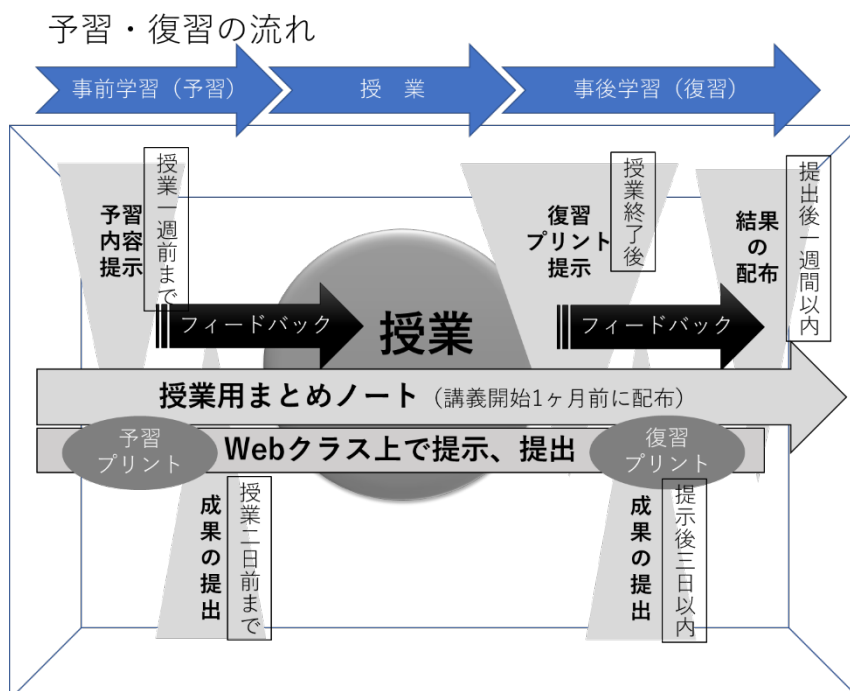 予習・復習の流れ
事前学習（予習）
授　業
事後学習（復習）
予習
内容
提示
授業一週前まで
復習
プリント
提示
授業終了後
結果
の
配布
提出後一週間以内
フィードバック
授業
フィードバック
授業用まとめノート（講義開始1ヶ月前に配布）
予習
プリント
Webクラス上で提示、提出
復習
プリント
成果の提出
授業二日前まで
成果の提出
提示後三日以内